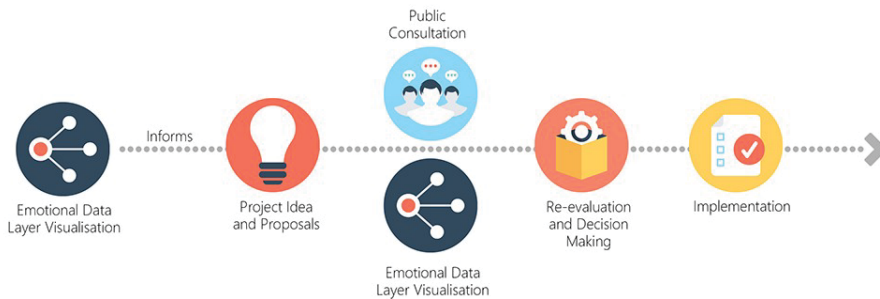 Emotional Data
Layer Visualisation
Informs
Project Idea
and Proposals
Public
Consultation
Emotional Data
Layer Visualisation
Re-evaluation
and Decision
Making
Implementation